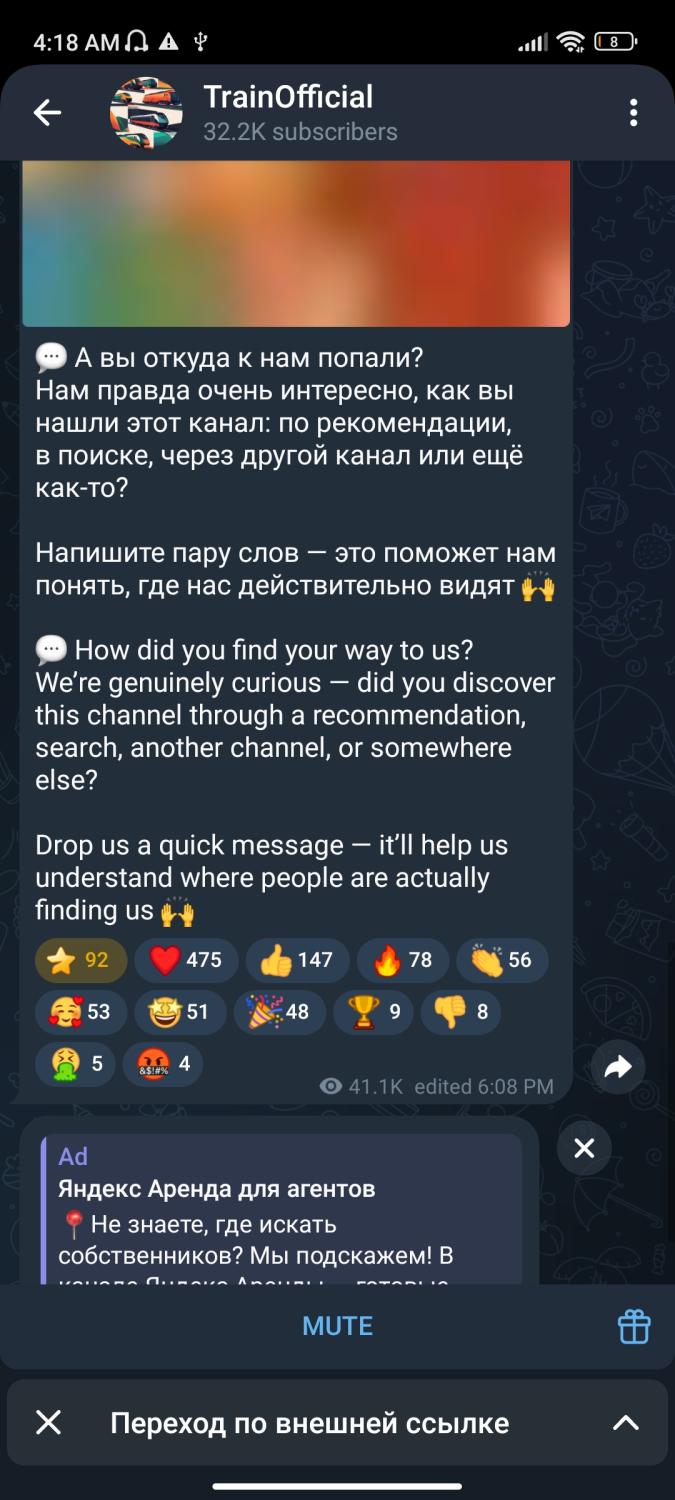 4:18 AM
8
TrainOfficial
32.2K subscribers
💬 А вы откуда к нам попали?
Нам правда очень интересно, как вы
нашли этот канал: по рекомендации,
в поиске, через другой канал или ещё
как-то?
Напишите пару слов — это поможет нам
понять, где нас действительно видят 🙌
💬 How did you find your way to us?
We’re genuinely curious — did you discover
this channel through a recommendation,
search, another channel, or somewhere
else?
Drop us a quick message — it’ll help us
understand where people are actually
finding us 🙌
⭐ 92 ❤️ 475 👍 147 🔥 78 👏 56
🥰 53 🤩 51 🎉 48 🏆 9 👎 8
🤮 5 🤬 4
41.1K edited 6:08 PM
Ad
Яндекс Аренда для агентов
📍 Не знаете, где искать
собственников? Мы подскажем! В
канале Яндекс Аренды — готовые
MUTE
Переход по внешней ссылке